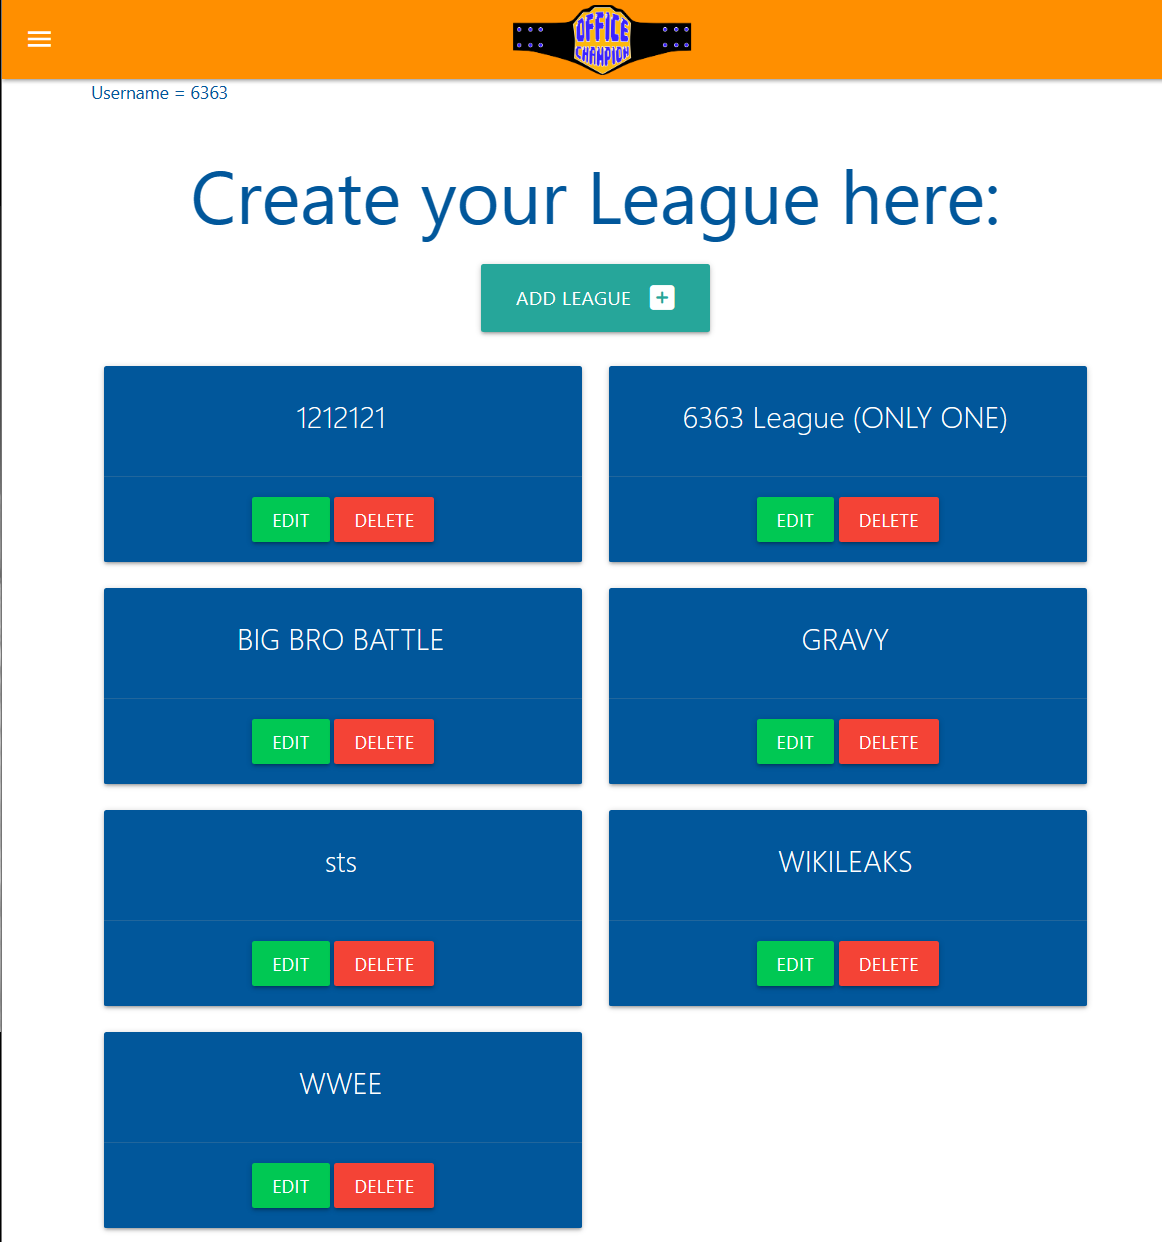 OFFICE
CHAMPION
Username = 6363
Create your League here:
ADD LEAGUE
1212121
EDIT DELETE
6363 League (ONLY ONE)
EDIT DELETE
BIG BRO BATTLE
EDIT DELETE
GRAVY
EDIT DELETE
sts
EDIT DELETE
WIKILEAKS
EDIT DELETE
WWEE
EDIT DELETE